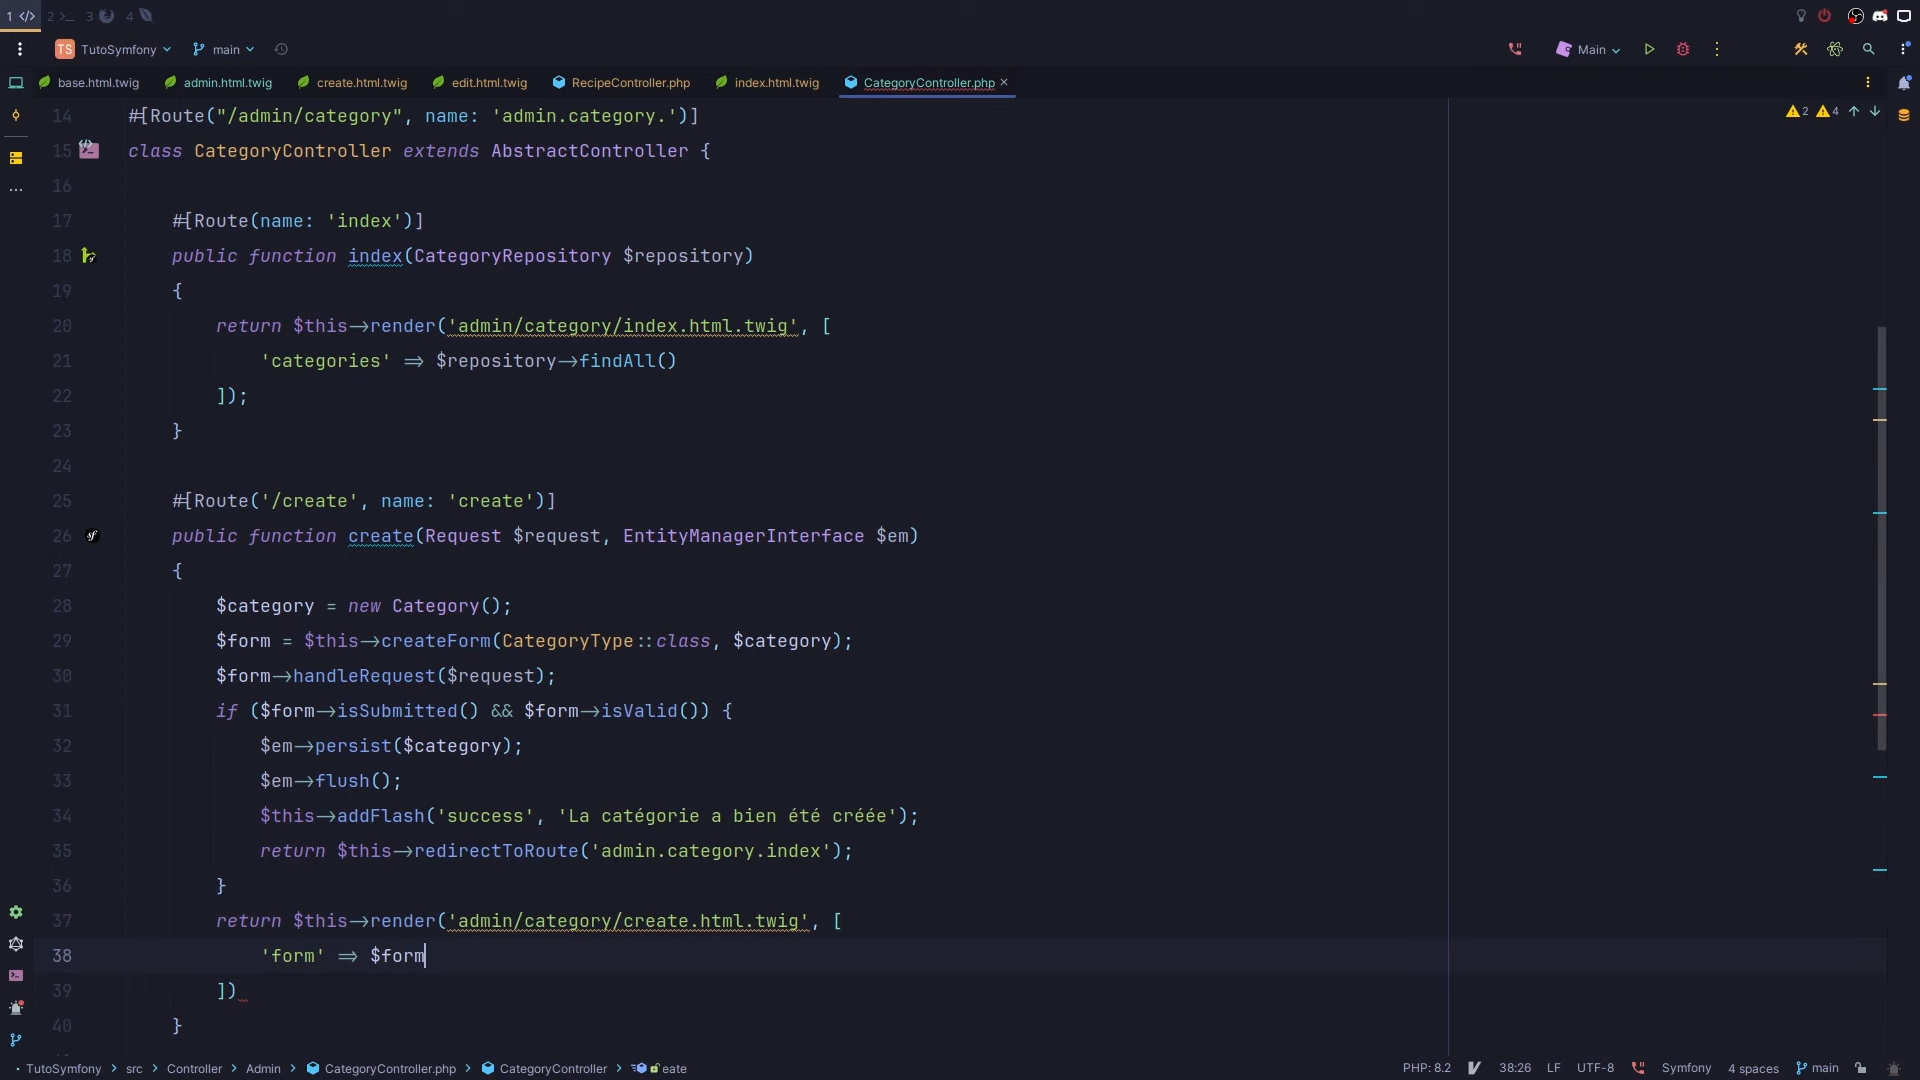 1 2 3 4
TS TutoSymfony main Main
base.html.twig admin.html.twig create.html.twig edit.html.twig RecipeController.php index.html.twig CategoryController.php
2 4
14 #[Route("/admin/category", name: 'admin.category.')]
15 class CategoryController extends AbstractController {
16
17 #[Route(name: 'index')]
18 public function index(CategoryRepository $repository)
19 {
20 return $this->render('admin/category/index.html.twig', [
21 'categories' => $repository->findAll()
22 ]);
23 }
24
25 #[Route('/create', name: 'create')]
26 public function create(Request $request, EntityManagerInterface $em)
27 {
28 $category = new Category();
29 $form = $this->createForm(CategoryType::class, $category);
30 $form->handleRequest($request);
31 if ($form->isSubmitted() && $form->isValid()) {
32 $em->persist($category);
33 $em->flush();
34 $this->addFlash('success', 'La catégorie a bien été créée');
35 return $this->redirectToRoute('admin.category.index');
36 }
37 return $this->render('admin/category/create.html.twig', [
38 'form' => $form
39 ])
40 }
TutoSymfony > src > Controller > Admin > CategoryController.php > CategoryController > eate PHP: 8.2 38:26 LF UTF-8 Symfony 4 spaces main